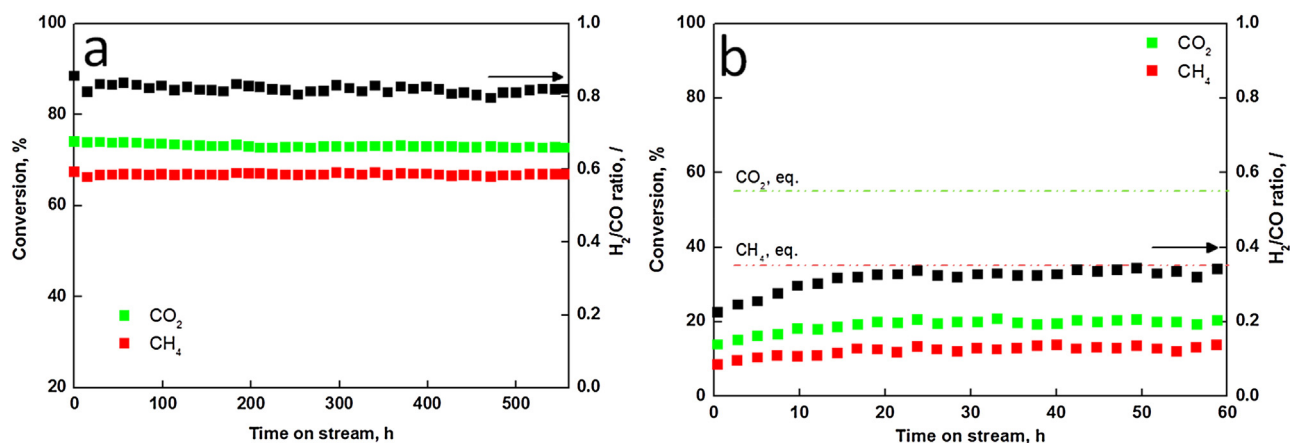 a
100
80
60
40
20
Conversion, %
1.0
0.8
0.6
0.4
0.2
0.0
H2/CO ratio, /
CO2
CH4
0 100 200 300 400 500
Time on stream, h
b
100
80
60
40
20
0
Conversion, %
CO2
CH4
CO2, eq.
CH4, eq.
1.0
0.8
0.6
0.4
0.2
0.0
H2/CO ratio, /
0 10 20 30 40 50 60
Time on stream, h